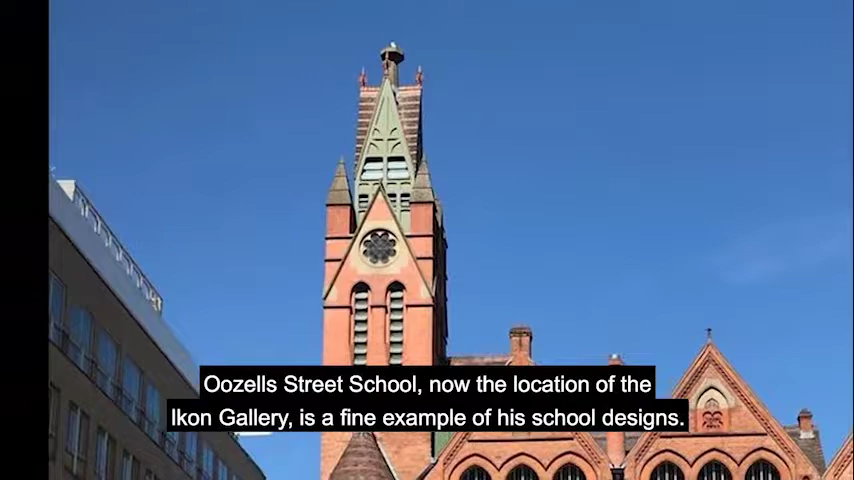 Oozells Street School, now the location of the
Ikon Gallery, is a fine example of his school designs.